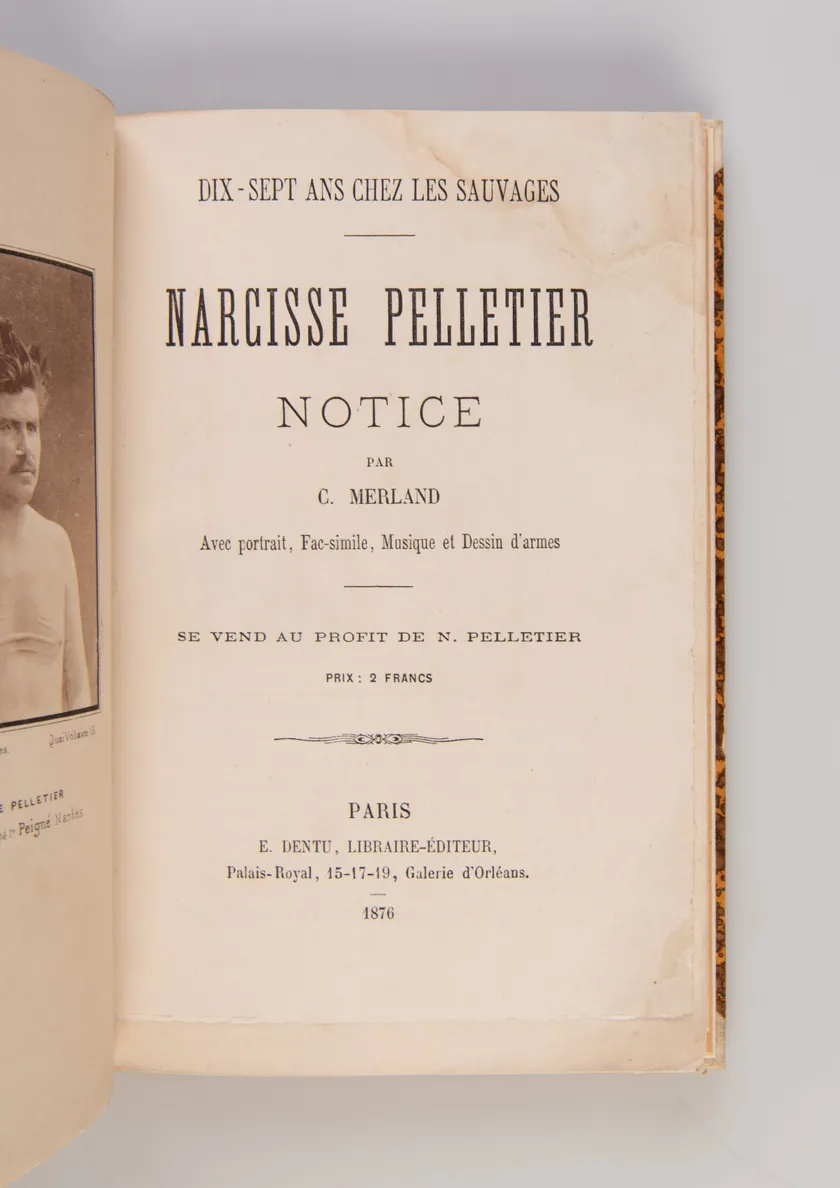 Quai Voltaire
PELLETIER
Peigné Nantes
DIX-SEPT ANS CHEZ LES SAUVAGES
NARCISSE PELLETIER
NOTICE
PAR
C. MERLAND
Avec portrait, Fac-simile, Musique et Dessin d'armes
SE VEND AU PROFIT DE N. PELLETIER
PRIX : 2 FRANCS
PARIS
E. DENTU, LIBRAIRE-ÉDITEUR,
Palais-Royal, 15-17-19, Galerie d'Orléans.
1876